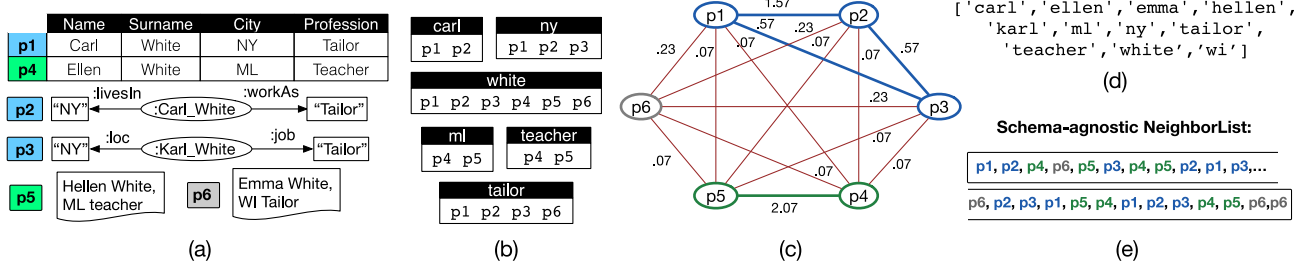 Name Surname City Profession
p1 Carl White NY Tailor
p4 Ellen White ML Teacher
:livesIn :workAs
p2 "NY" :Carl_White "Tailor"
:loc :job
p3 "NY" :Karl_White "Tailor"
p5 Hellen White,
ML teacher
p6 Emma White,
WI Tailor
(a)
carl
p1 p2
ny
p1 p2 p3
white
p1 p2 p3 p4 p5 p6
ml
p4 p5
teacher
p4 p5
tailor
p1 p2 p3 p6
(b)
1.57
p1 p2
.57 .23
.23 .07 .07 .07 .57
p6 .23 p3
.07 .07
.07 .07
p5 p4
2.07
(c)
['carl','ellen','emma','hellen',
'karl','ml','ny','tailor',
'teacher','white','wi']
(d)
Schema-agnostic NeighborList:
p1, p2, p4, p6, p5, p3, p4, p5, p2, p1, p3,...
p6, p2, p3, p1, p5, p4, p1, p2, p3, p4, p5, p6,p6
(e)